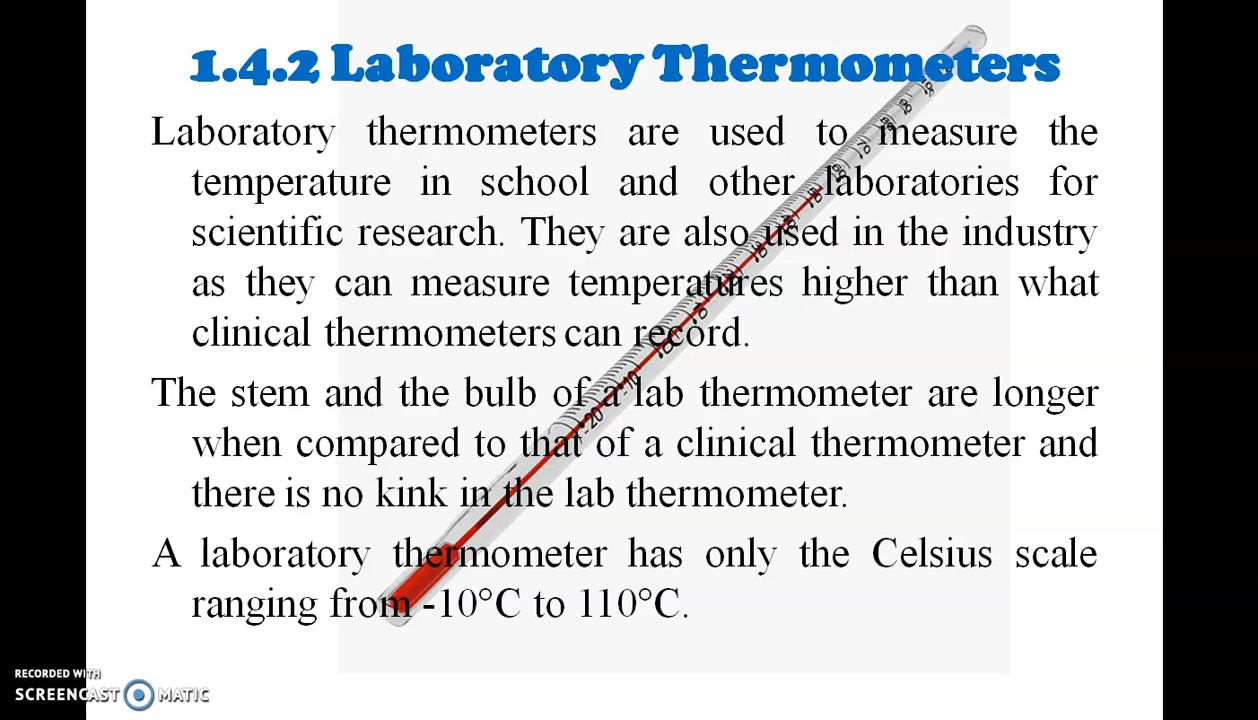 1.4.2 Laboratory Thermometers
Laboratory thermometers are used to measure the
temperature in school and other laboratories for
scientific research. They are also used in the industry
as they can measure temperatures higher than what
clinical thermometers can record.
The stem and the bulb of a lab thermometer are longer
when compared to that of a clinical thermometer and
there is no kink in the lab thermometer.
A laboratory thermometer has only the Celsius scale
ranging from -10°C to 110°C.
RECORDED WITH
SCREENCAST MATIC